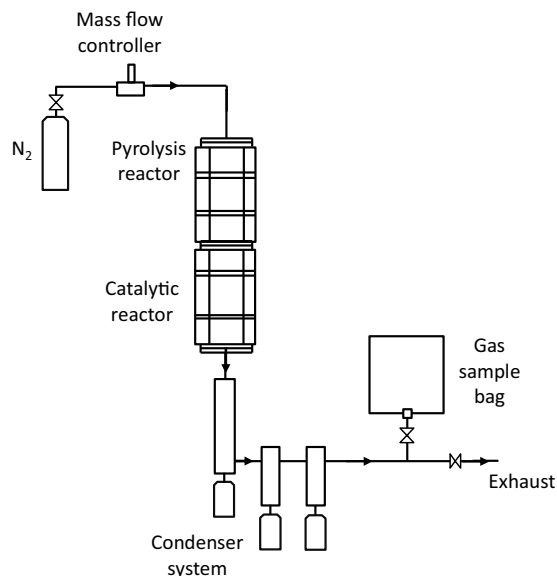 Mass flow
controller
N₂
Pyrolysis
reactor
Catalytic
reactor
Gas
sample
bag
Exhaust
Condenser
system